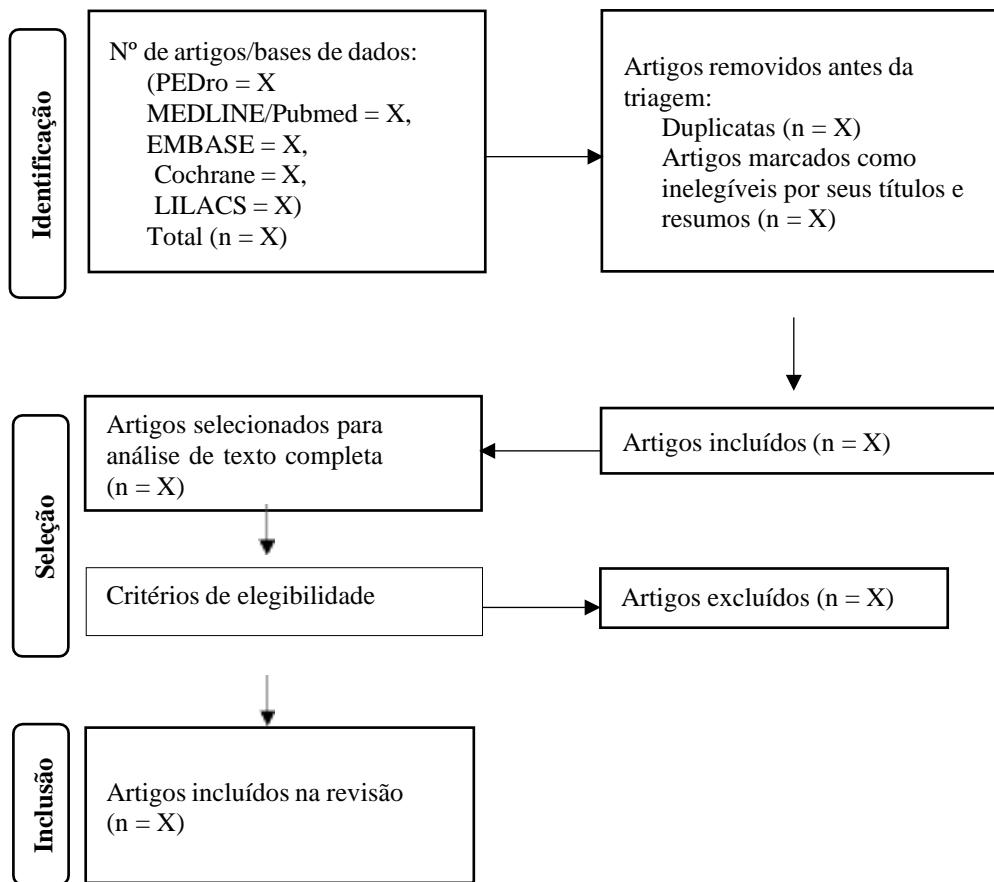 Identificação
Nº de artigos/bases de dados:
(PEDro = X
MEDLINE/Pubmed = X,
EMBASE = X,
Cochrane = X,
LILACS = X)
Total (n = X)
Artigos removidos antes da
triagem:
Duplicatas (n = X)
Artigos marcados como
inelegíveis por seus títulos e
resumos (n = X)
Seleção
Artigos selecionados para
análise de texto completa
(n = X)
Artigos incluídos (n = X)
Critérios de elegibilidade
Artigos excluídos (n = X)
Inclusão
Artigos incluídos na revisão
(n = X)